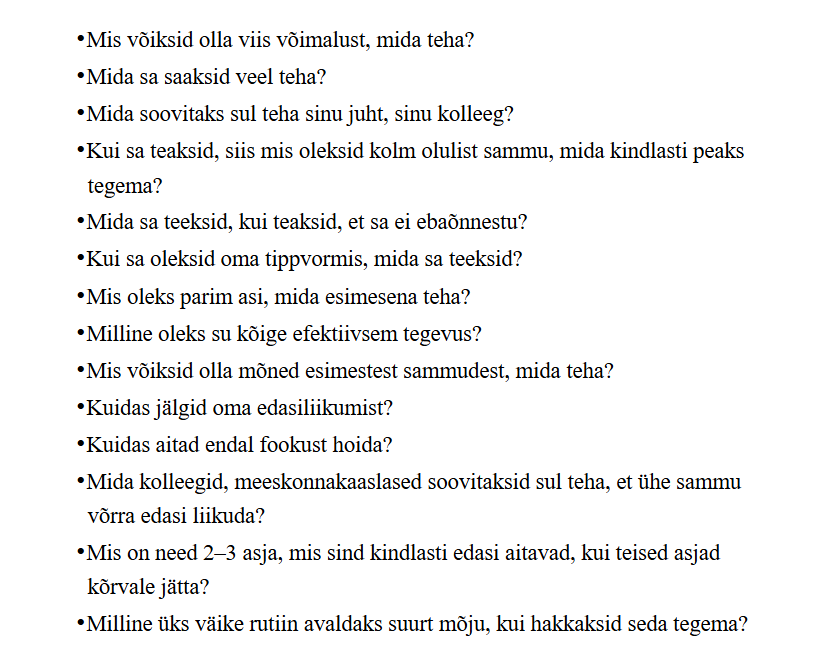 •Mis võiksid olla viis võimalust, mida teha?
•Mida sa saaksid veel teha?
•Mida soovitaks sul teha sinu juht, sinu kolleeg?
•Kui sa teaksid, siis mis oleksid kolm olulist sammu, mida kindlasti peaks
tegema?
•Mida sa teeksid, kui teaksid, et sa ei ebaõnnestu?
•Kui sa oleksid oma tippvormis, mida sa teeksid?
•Mis oleks parim asi, mida esimesena teha?
•Milline oleks su kõige efektiivsem tegevus?
•Mis võiksid olla mõned esimestest sammudest, mida teha?
•Kuidas jälgid oma edasiliikumist?
•Kuidas aitad endal fookust hoida?
•Mida kolleegid, meeskonnakaaslased soovitaksid sul teha, et ühe sammu
võrra edasi liikuda?
•Mis on need 2–3 asja, mis sind kindlasti edasi aitavad, kui teised asjad
kõrvale jätta?
•Milline üks väike rutiin avaldaks suurt mõju, kui hakkaksid seda tegema?